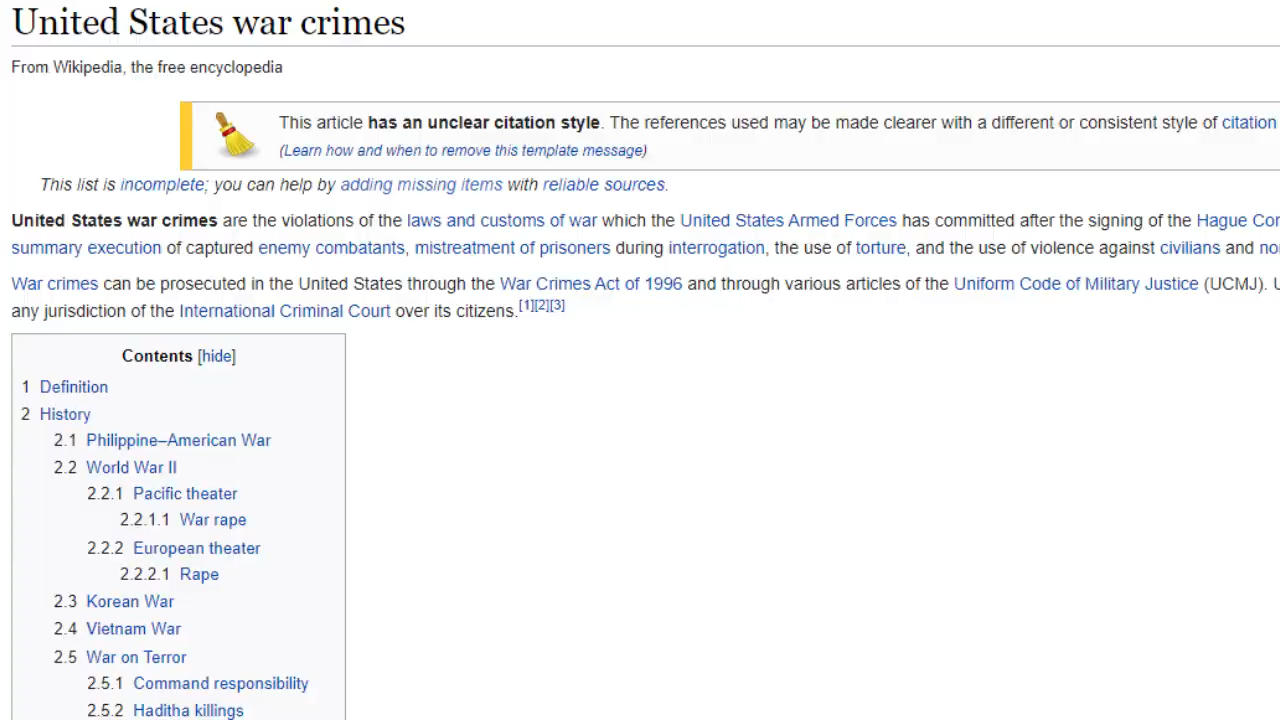 United States war crimes
From Wikipedia, the free encyclopedia
This article has an unclear citation style. The references used may be made clearer with a different or consistent style of citation
(Learn how and when to remove this template message)
This list is incomplete; you can help by adding missing items with reliable sources.
United States war crimes are the violations of the laws and customs of war which the United States Armed Forces has committed after the signing of the Hague
summary execution of captured enemy combatants, mistreatment of prisoners during interrogation, the use of torture, and the use of violence against civilians and
War crimes can be prosecuted in the United States through the War Crimes Act of 1996 and through various articles of the Uniform Code of Military Justice (UCMJ).
any jurisdiction of the International Criminal Court over its citizens.[1][2][3]
Contents [hide]
1 Definition
2 History
2.1 Philippine–American War
2.2 World War II
2.2.1 Pacific theater
2.2.1.1 War rape
2.2.2 European theater
2.2.2.1 Rape
2.3 Korean War
2.4 Vietnam War
2.5 War on Terror
2.5.1 Command responsibility
2.5.2 Haditha killings